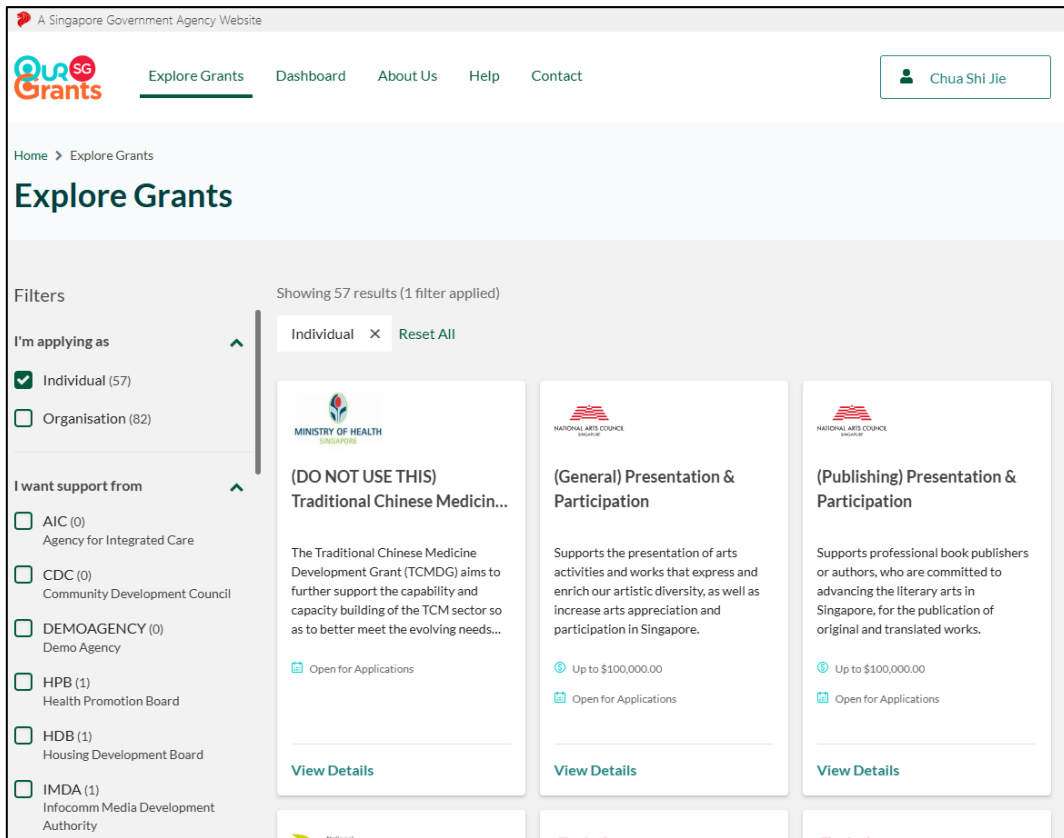 A Singapore Government Agency Website
OUR SG
Grants
Explore Grants
Dashboard
About Us
Help
Contact
Chua Shi Jie
Home > Explore Grants
Explore Grants
Filters
I'm applying as
Individual (57)
Organisation (82)
I want support from
AIC (0)
Agency for Integrated Care
CDC (0)
Community Development Council
DEMOAGENCY (0)
Demo Agency
HPB (1)
Health Promotion Board
HDB (1)
Housing Development Board
IMDA (1)
Infocomm Media Development
Authority
Showing 57 results (1 filter applied)
Individual ×
Reset All
MINISTRY OF HEALTH
SINGAPORE
(DO NOT USE THIS)
Traditional Chinese Medicin...
The Traditional Chinese Medicine
Development Grant (TCMDG) aims to
further support the capability and
capacity building of the TCM sector so
as to better meet the evolving needs...
Open for Applications
View Details
NATIONAL ARTS COUNCIL
SINGAPORE
(General) Presentation &
Participation
Supports the presentation of arts
activities and works that express and
enrich our artistic diversity, as well as
increase arts appreciation and
participation in Singapore.
Up to $100,000.00
Open for Applications
View Details
NATIONAL ARTS COUNCIL
SINGAPORE
(Publishing) Presentation &
Participation
Supports professional book publishers
or authors, who are committed to
advancing the literary arts in
Singapore, for the publication of
original and translated works.
Up to $100,000.00
Open for Applications
View Details